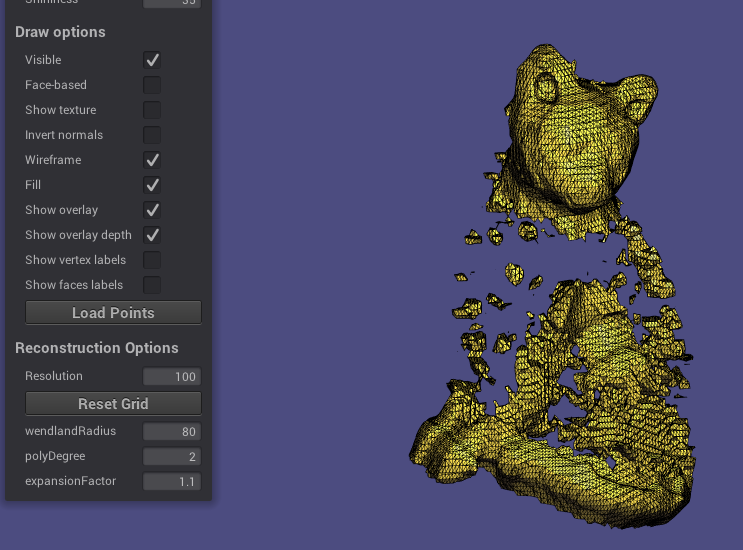 Shininess 35
Draw options
Visible
Face-based
Show texture
Invert normals
Wireframe
Fill
Show overlay
Show overlay depth
Show vertex labels
Show faces labels
Load Points
Reconstruction Options
Resolution 100
Reset Grid
wendlandRadius 80
polyDegree 2
expansionFactor 1.1